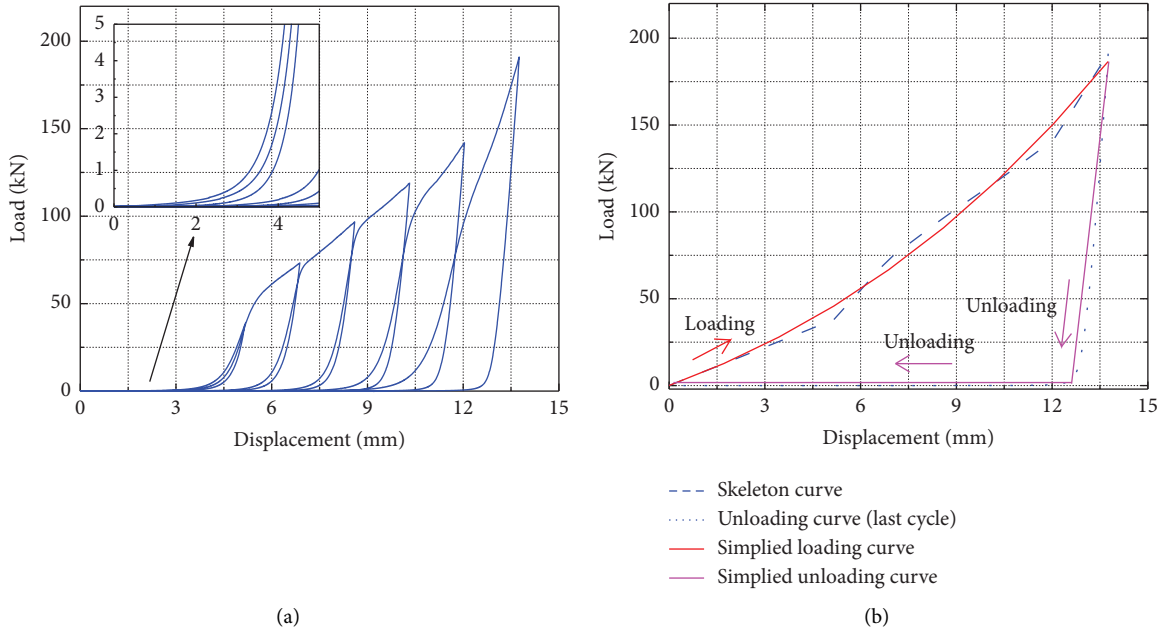 200
150
100
50
0
Load (kN)
5
4
3
2
1
0
0 2 4
0 3 6 9 12 15
Displacement (mm)
(a)
200
150
100
50
0
Load (kN)
Loading
Unloading
Unloading
0 3 6 9 12 15
Displacement (mm)
Skeleton curve
Unloading curve (last cycle)
Simplied loading curve
Simplied unloading curve
(b)